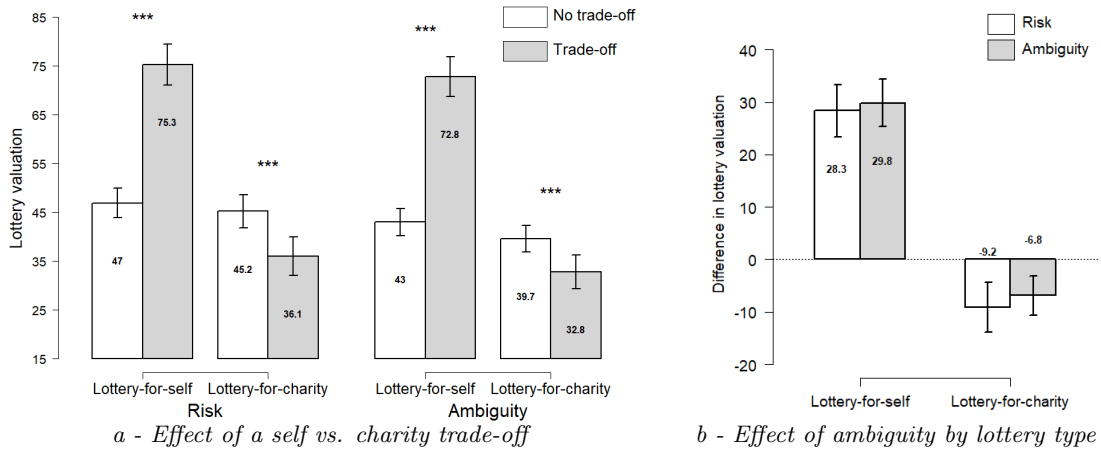 85
75
65
55
45
35
25
15
Lottery valuation
***
***
***
***
No trade-off
Trade-off
47
75.3
45.2
36.1
43
72.8
39.7
32.8
Lottery-for-self
Lottery-for-charity
Lottery-for-self
Lottery-for-charity
Risk
Ambiguity
a - Effect of a self vs. charity trade-off
Risk
Ambiguity
40
30
20
10
0
-10
-20
Difference in lottery valuation
28.3
29.8
-9.2
-6.8
Lottery-for-self
Lottery-for-charity
b - Effect of ambiguity by lottery type